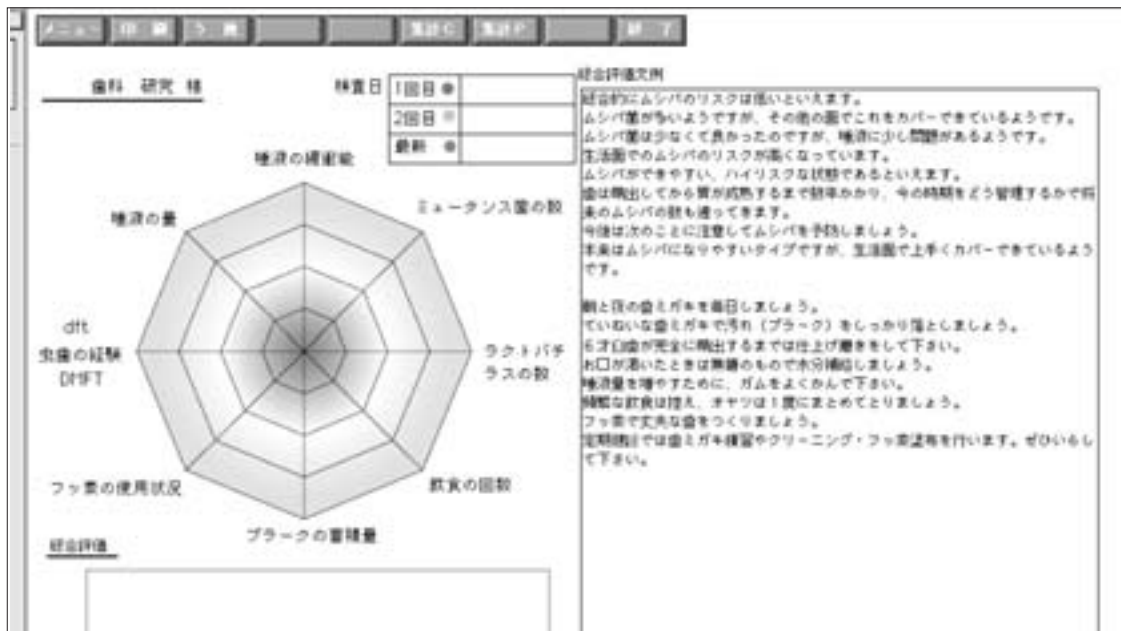 メニュー 印刷 う蝕 集計C 集計P 終了
歯科 研究 様
検査日
1回目
2回目
最新
総合評価文例
総合的にムシバのリスクは低いといえます。
ムシバ菌が多いようですが、その他の面でこれをカバーできているようです。
ムシバ菌は少なくて良かったのですが、唾液に少し問題があるようです。
生活面でのムシバのリスクが高くなっています。
ムシバができやすい、ハイリスクな状態であるといえます。
歯は萌出してから質が成熟するまで数年かかり、今の時期をどう管理するかで将
来のムシバの数も違ってきます。
今後は次のことに注意してムシバを予防しましょう。
本来はムシバになりやすいタイプですが、生活面で上手くカバーできているよう
です。
朝と夜の歯ミガキを毎日しましょう。
ていねいな歯ミガキで汚れ（プラーク）をしっかり落としましょう。
6才臼歯が完全に萌出するまでは仕上げ磨きをして下さい。
お口が渇いたときは無糖のもので水分補給しましょう。
唾液量を増やすために、ガムをよくかんで下さい。
頻繁な飲食は控え、オヤツは1度にまとめてとりましょう。
フッ素で丈夫な歯をつくりましょう。
定期健診では歯ミガキ練習やクリーニング・フッ素塗布を行います。ぜひいらし
て下さい。
唾液の緩衝能
ミュータンス菌の数
ラクトバチ
ラスの数
飲食の回数
プラークの蓄積量
フッ素の使用状況
dft
虫歯の経験
DMFT
唾液の量
総合評価